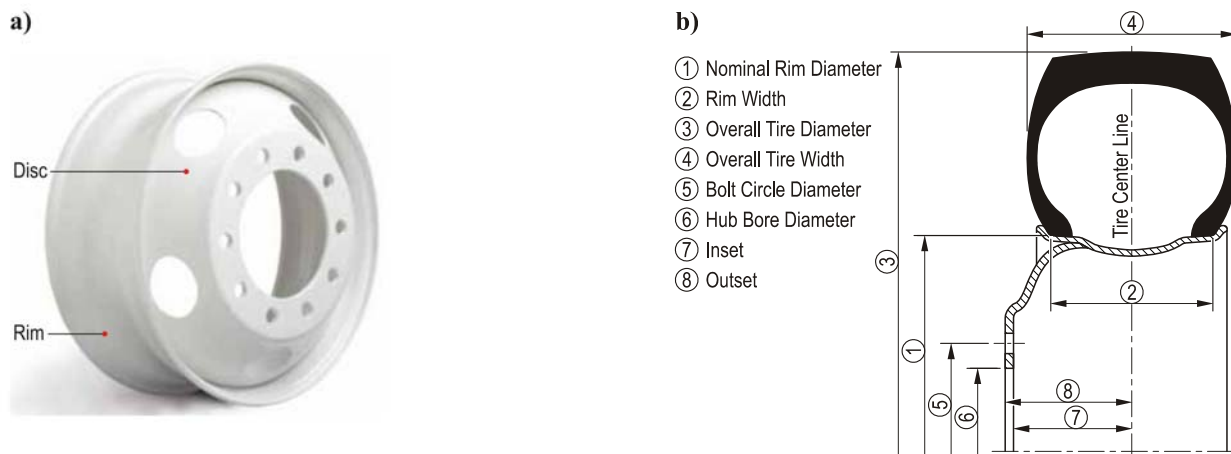 a)
Disc
Rim
b)
① Nominal Rim Diameter
② Rim Width
③ Overall Tire Diameter
④ Overall Tire Width
⑤ Bolt Circle Diameter
⑥ Hub Bore Diameter
⑦ Inset
⑧ Outset
④
Tire Center Line
③
②
①
⑧
⑤
⑥
⑦